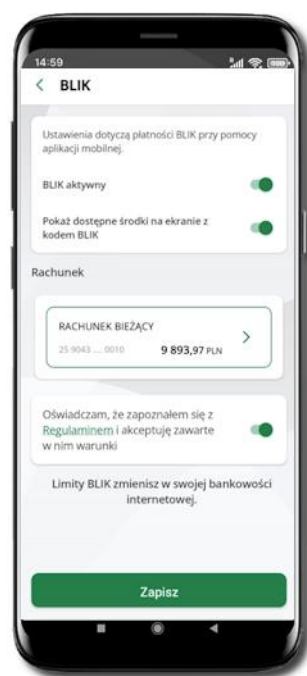 14:59
BLIK
Ustawienia dotyczą płatności BLIK przy pomocy
aplikacji mobilnej.
BLIK aktywny
Pokaż dostępne środki na ekranie z
kodem BLIK
Rachunek
RACHUNEK BIEŻĄCY
25 9043 ... 0010 9 893,97 PLN
Oświadczam, że zapoznałem się z
Regulaminem i akceptuję zawarte
w nim warunki
Limity BLIK zmienisz w swojej bankowości
internetowej.
Zapisz